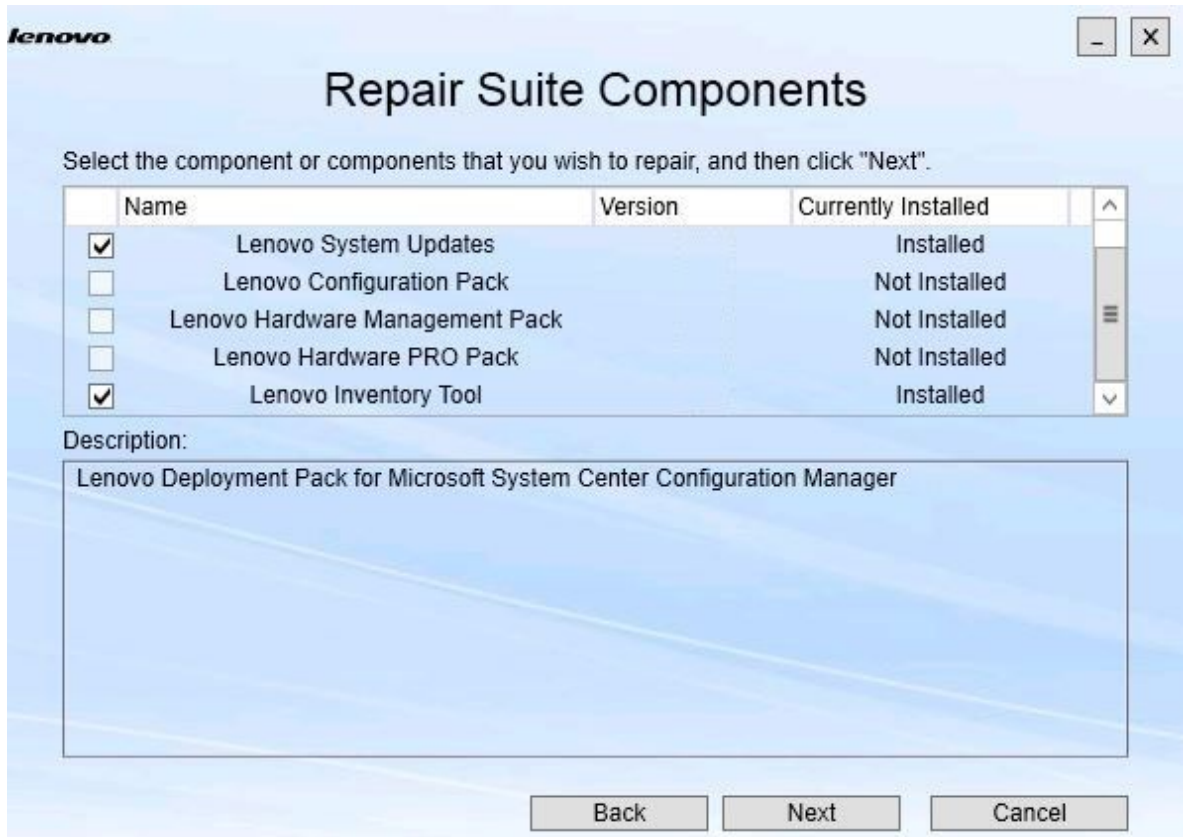 lenovo
_ X
Repair Suite Components
Select the component or components that you wish to repair, and then click "Next".
Name Version Currently Installed
Lenovo System Updates Installed
Lenovo Configuration Pack Not Installed
Lenovo Hardware Management Pack Not Installed
Lenovo Hardware PRO Pack Not Installed
Lenovo Inventory Tool Installed
Description:
Lenovo Deployment Pack for Microsoft System Center Configuration Manager
Back Next Cancel